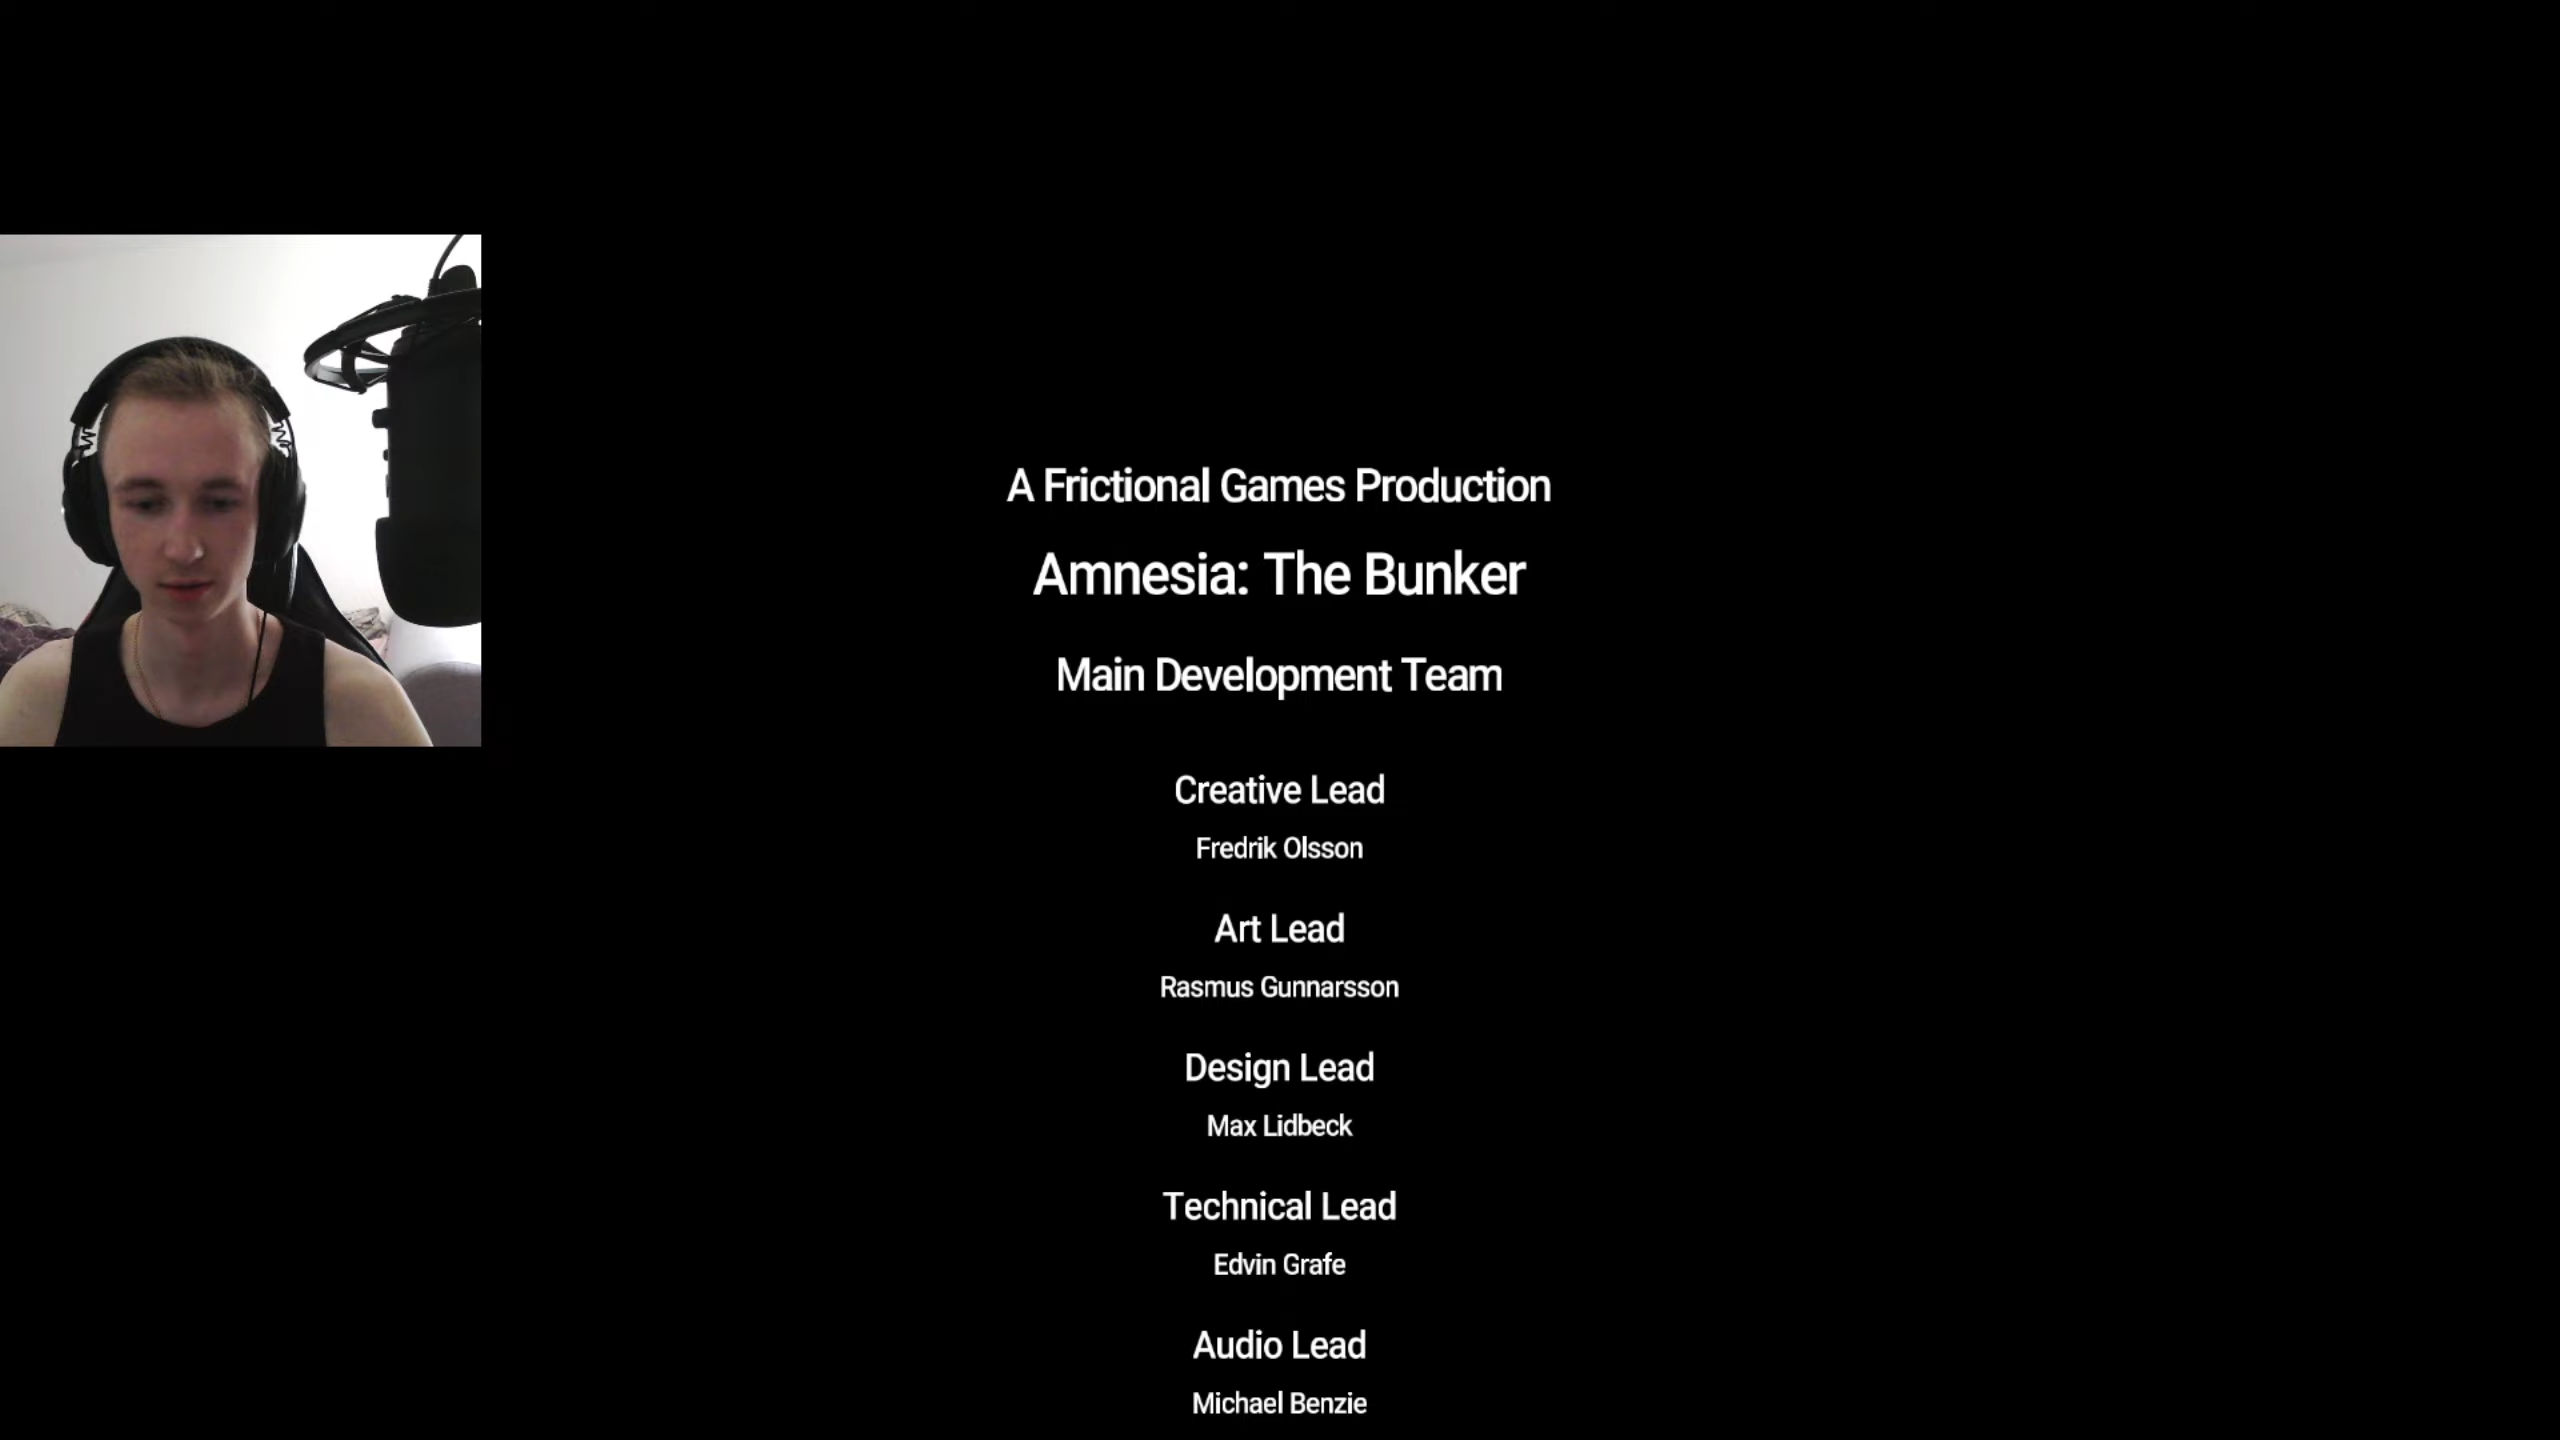 A Frictional Games Production
Amnesia: The Bunker
Main Development Team
Creative Lead
Fredrik Olsson
Art Lead
Rasmus Gunnarsson
Design Lead
Max Lidbeck
Technical Lead
Edvin Grafe
Audio Lead
Michael Benzie